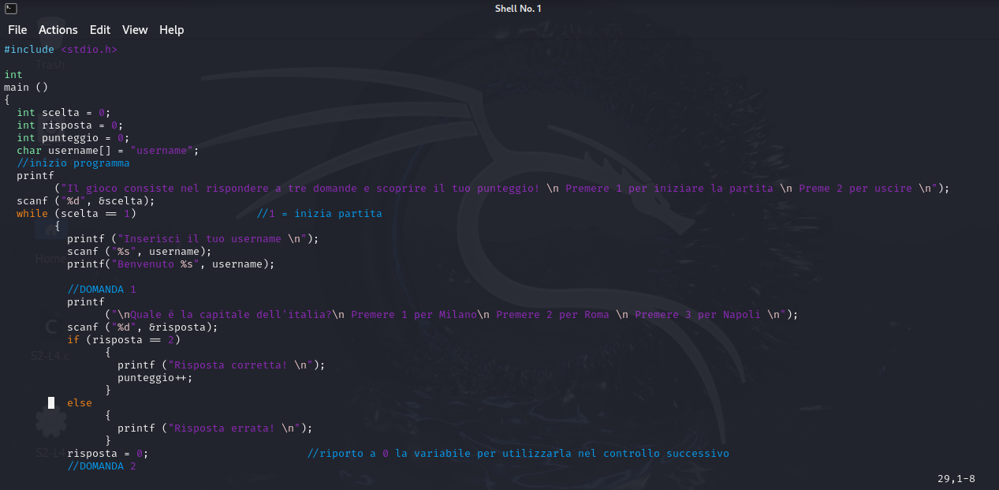 Shell No. 1
File Actions Edit View Help
#include <stdio.h>
Trash
int
main ()
{
int scelta = 0;
int risposta = 0;
int punteggio = 0;
char username[] = "username";
//inizio programma
printf
("Il gioco consiste nel rispondere a tre domande e scoprire il tuo punteggio! \n Premere 1 per iniziare la partita \n Preme 2 per uscire \n");
scanf ("%d", &scelta);
while (scelta == 1) //1 = inizia partita
{
printf ("Inserisci il tuo username \n");
scanf ("%s", username);
Home
printf("Benvenuto %s", username);
//DOMANDA 1
printf
("\nQuale è la capitale dell'italia?\n Premere 1 per Milano\n Premere 2 per Roma \n Premere 3 per Napoli \n");
scanf ("%d", &risposta);
C
if (risposta == 2)
{
S2-L4.c
printf ("Risposta corretta! \n");
punteggio++;
}
else
{
printf ("Risposta errata! \n");
}
risposta = 0; //riporto a 0 la variabile per utilizzarla nel controllo successivo
S2-L4
//DOMANDA 2
29,1-8